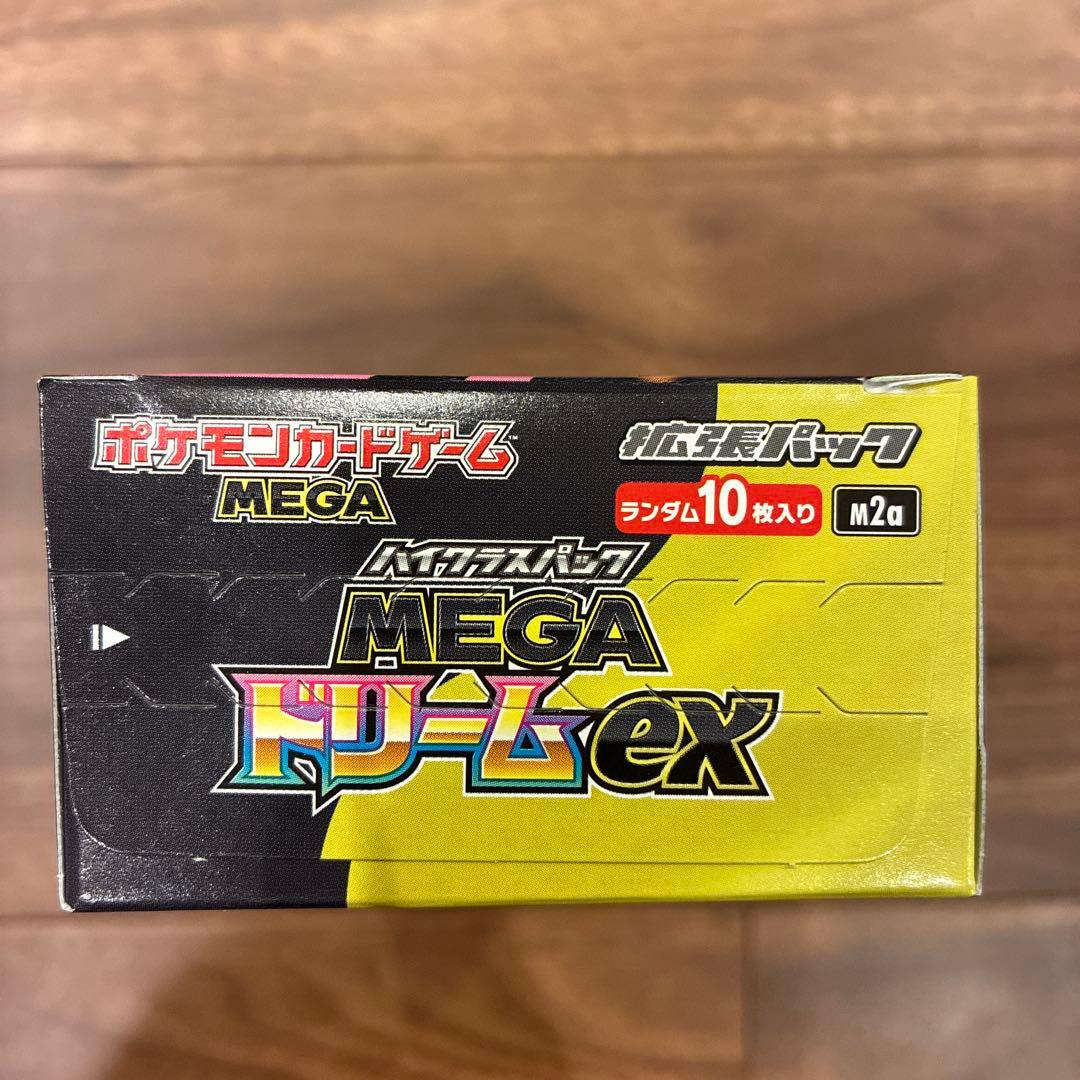 ポケモンカードゲーム™
MEGA
拡張パック
ランダム10枚入り
M2a
ハイクラスパック
MEGA
ドリームex